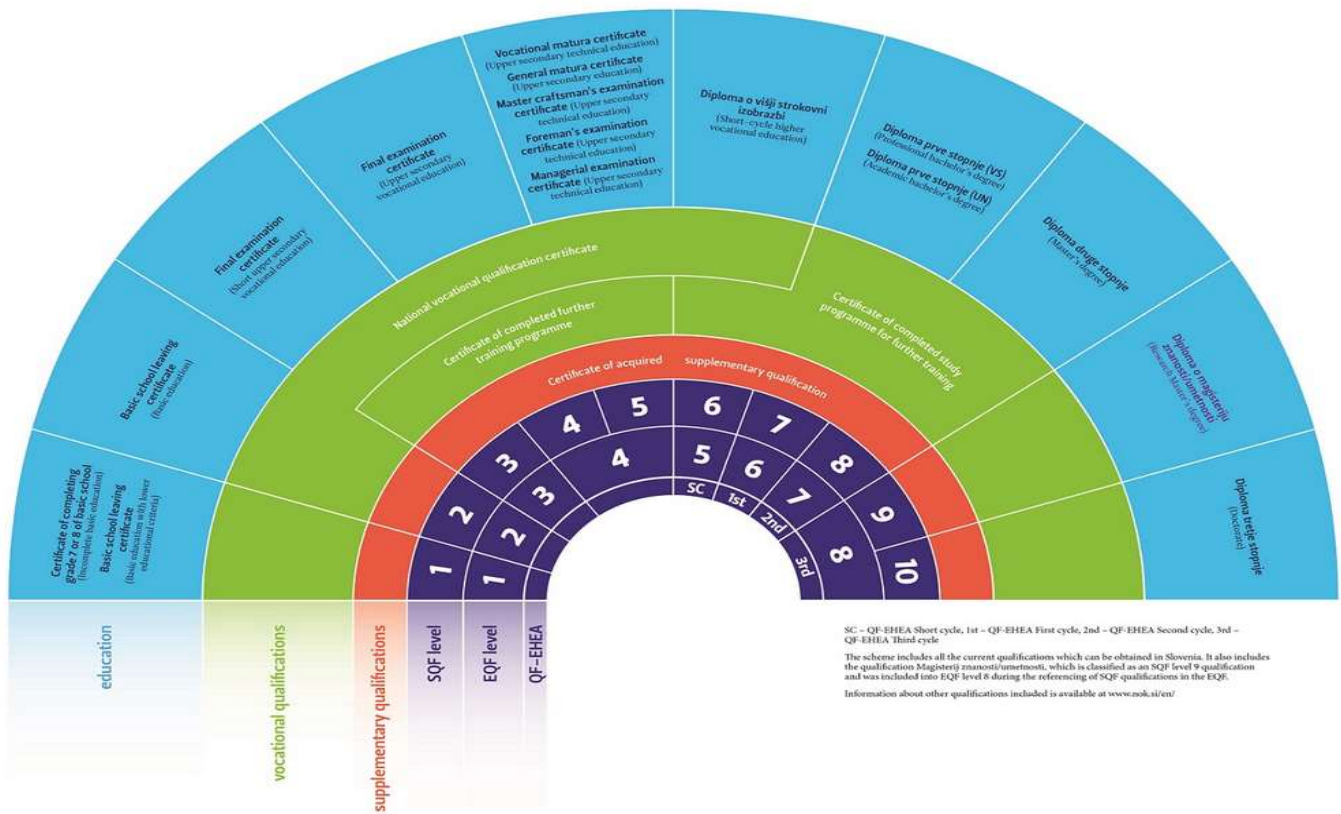 Certificate of completing
grade 7 or 8 of basic school
(Incomplete basic education)
Basic school leaving
certificate
(Basic education with lower
educational criteria)
Basic school leaving
certificate
(Basic education)
Final examination
certificate
(Short upper secondary
vocational education)
Final examination
certificate
(Upper secondary
vocational education)
Vocational matura certificate
(Upper secondary technical education)
General matura certificate
(Upper secondary education)
Master craftsman's examination
certificate (Upper secondary
technical education)
Foreman's examination
certificate (Upper secondary
technical education)
Managerial examination
certificate (Upper secondary
technical education)
Diploma o višji strokovni
izobrazbi
(Short-cycle higher
vocational education)
Diploma prve stopnje (VS)
(Professional bachelor's degree)
Diploma prve stopnje (UN)
(Academic bachelor's degree)
Diploma druge stopnje
(Master's degree)
Diploma o magisteriju
znanosti/umetnosti
(Research Master's degree)
Diploma tretje stopnje
(Doctorate)
National vocational qualification certificate
Certificate of completed further
training programme
Certificate of completed study
programme for further training
Certificate of acquired supplementary qualification
1 2 3 4 5 6 7 8 9 10
1 2 3 4 5 6 7 8
SC 1st 2nd 3rd
education
vocational qualifications
supplementary qualifications
SQF level
EQF level
QF-EHEA
SC – QF-EHEA Short cycle, 1st – QF-EHEA First cycle, 2nd – QF-EHEA Second cycle, 3rd –
QF-EHEA Third cycle
The scheme includes all the current qualifications which can be obtained in Slovenia. It also includes
the qualification Magisterij znanosti/umetnosti, which is classified as an SQF level 9 qualification
and was included into EQF level 8 during the referencing of SQF qualifications in the EQF.
Information about other qualifications included is available at www.nok.si/en/